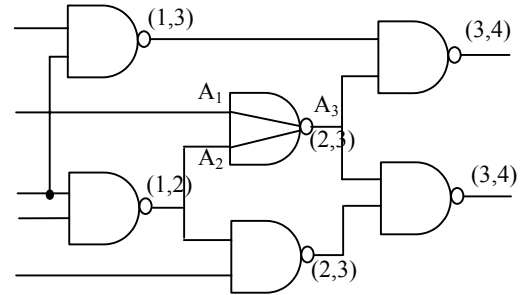 (1,3)
(3,4)
A1
A3
(2,3)
A2
(1,2)
(3,4)
(2,3)